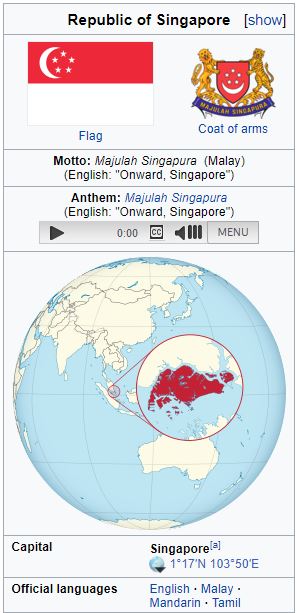 Republic of Singapore [show]
MAJULAH SINGAPURA
Flag
Coat of arms
Motto: Majulah Singapura (Malay)
(English: "Onward, Singapore")
Anthem: Majulah Singapura
(English: "Onward, Singapore")
0:00 CC MENU
Capital Singapore[a]
1°17′N 103°50′E
Official languages English · Malay ·
Mandarin · Tamil